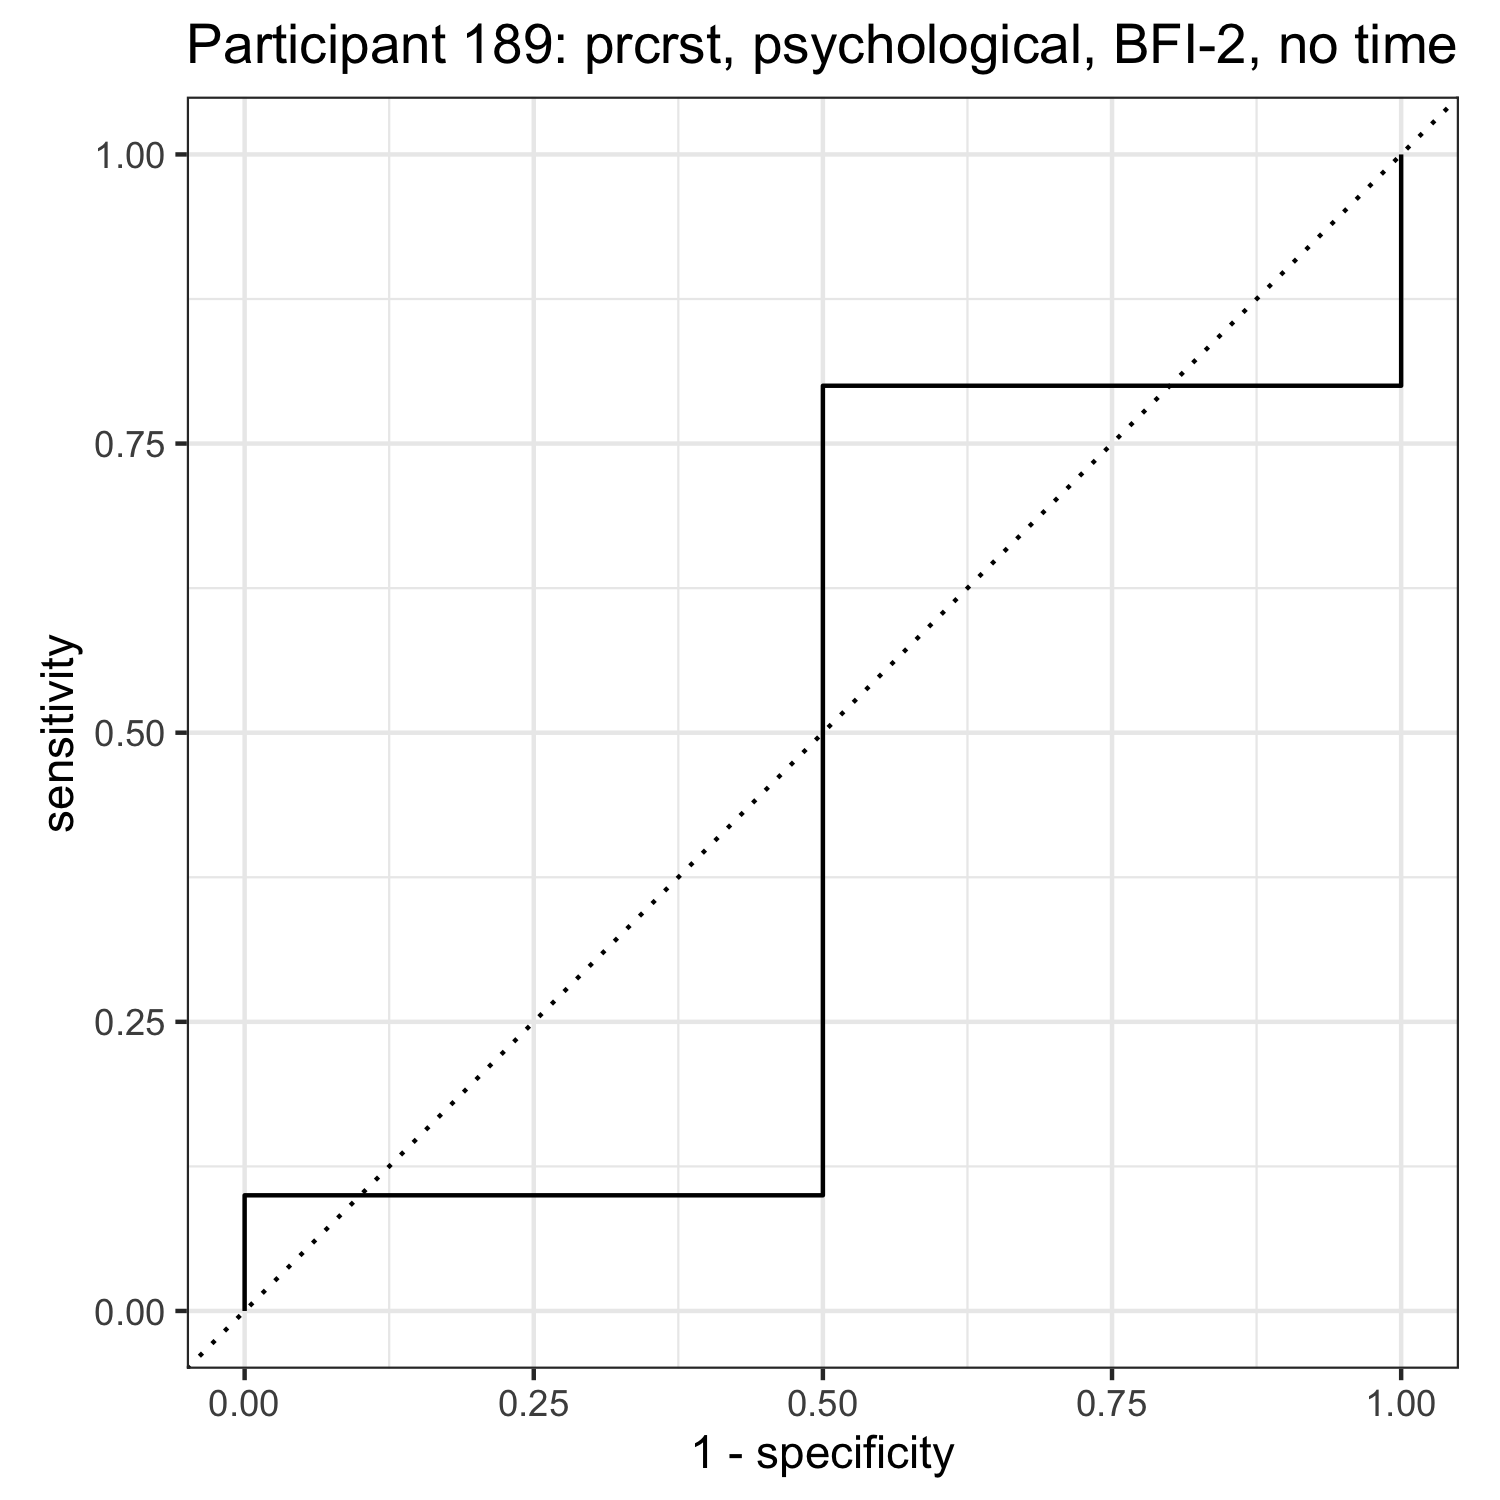 Participant 189: prcrst, psychological, BFI-2, no time
1.00
0.75
0.50
0.25
0.00
sensitivity
0.00 0.25 0.50 0.75 1.00
1 - specificity